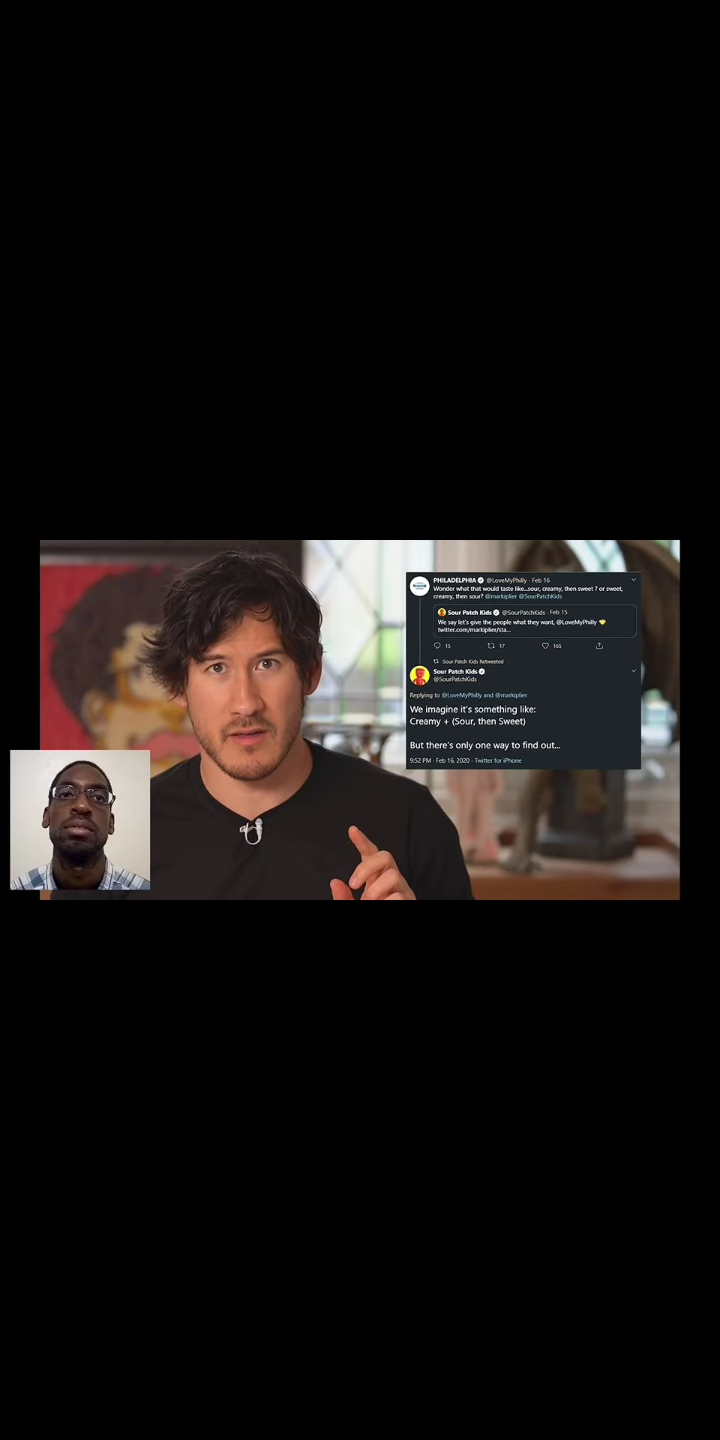 PHILADELPHIA @LoveMyPhilly · Feb 16
Wonder what that would taste like...sour, creamy, then sweet ? or sweet,
creamy, then sour? @markiplier @SourPatchKids
Sour Patch Kids @SourPatchKids · Feb 15
We say let's give the people what they want, @LoveMyPhilly
twitter.com/markiplier/sta...
15 17 165
Sour Patch Kids Retweeted
Sour Patch Kids
@SourPatchKids
Replying to @LoveMyPhilly and @markiplier
We imagine it's something like:
Creamy + (Sour, then Sweet)
But there's only one way to find out...
9:52 PM · Feb 16, 2020 · Twitter for iPhone